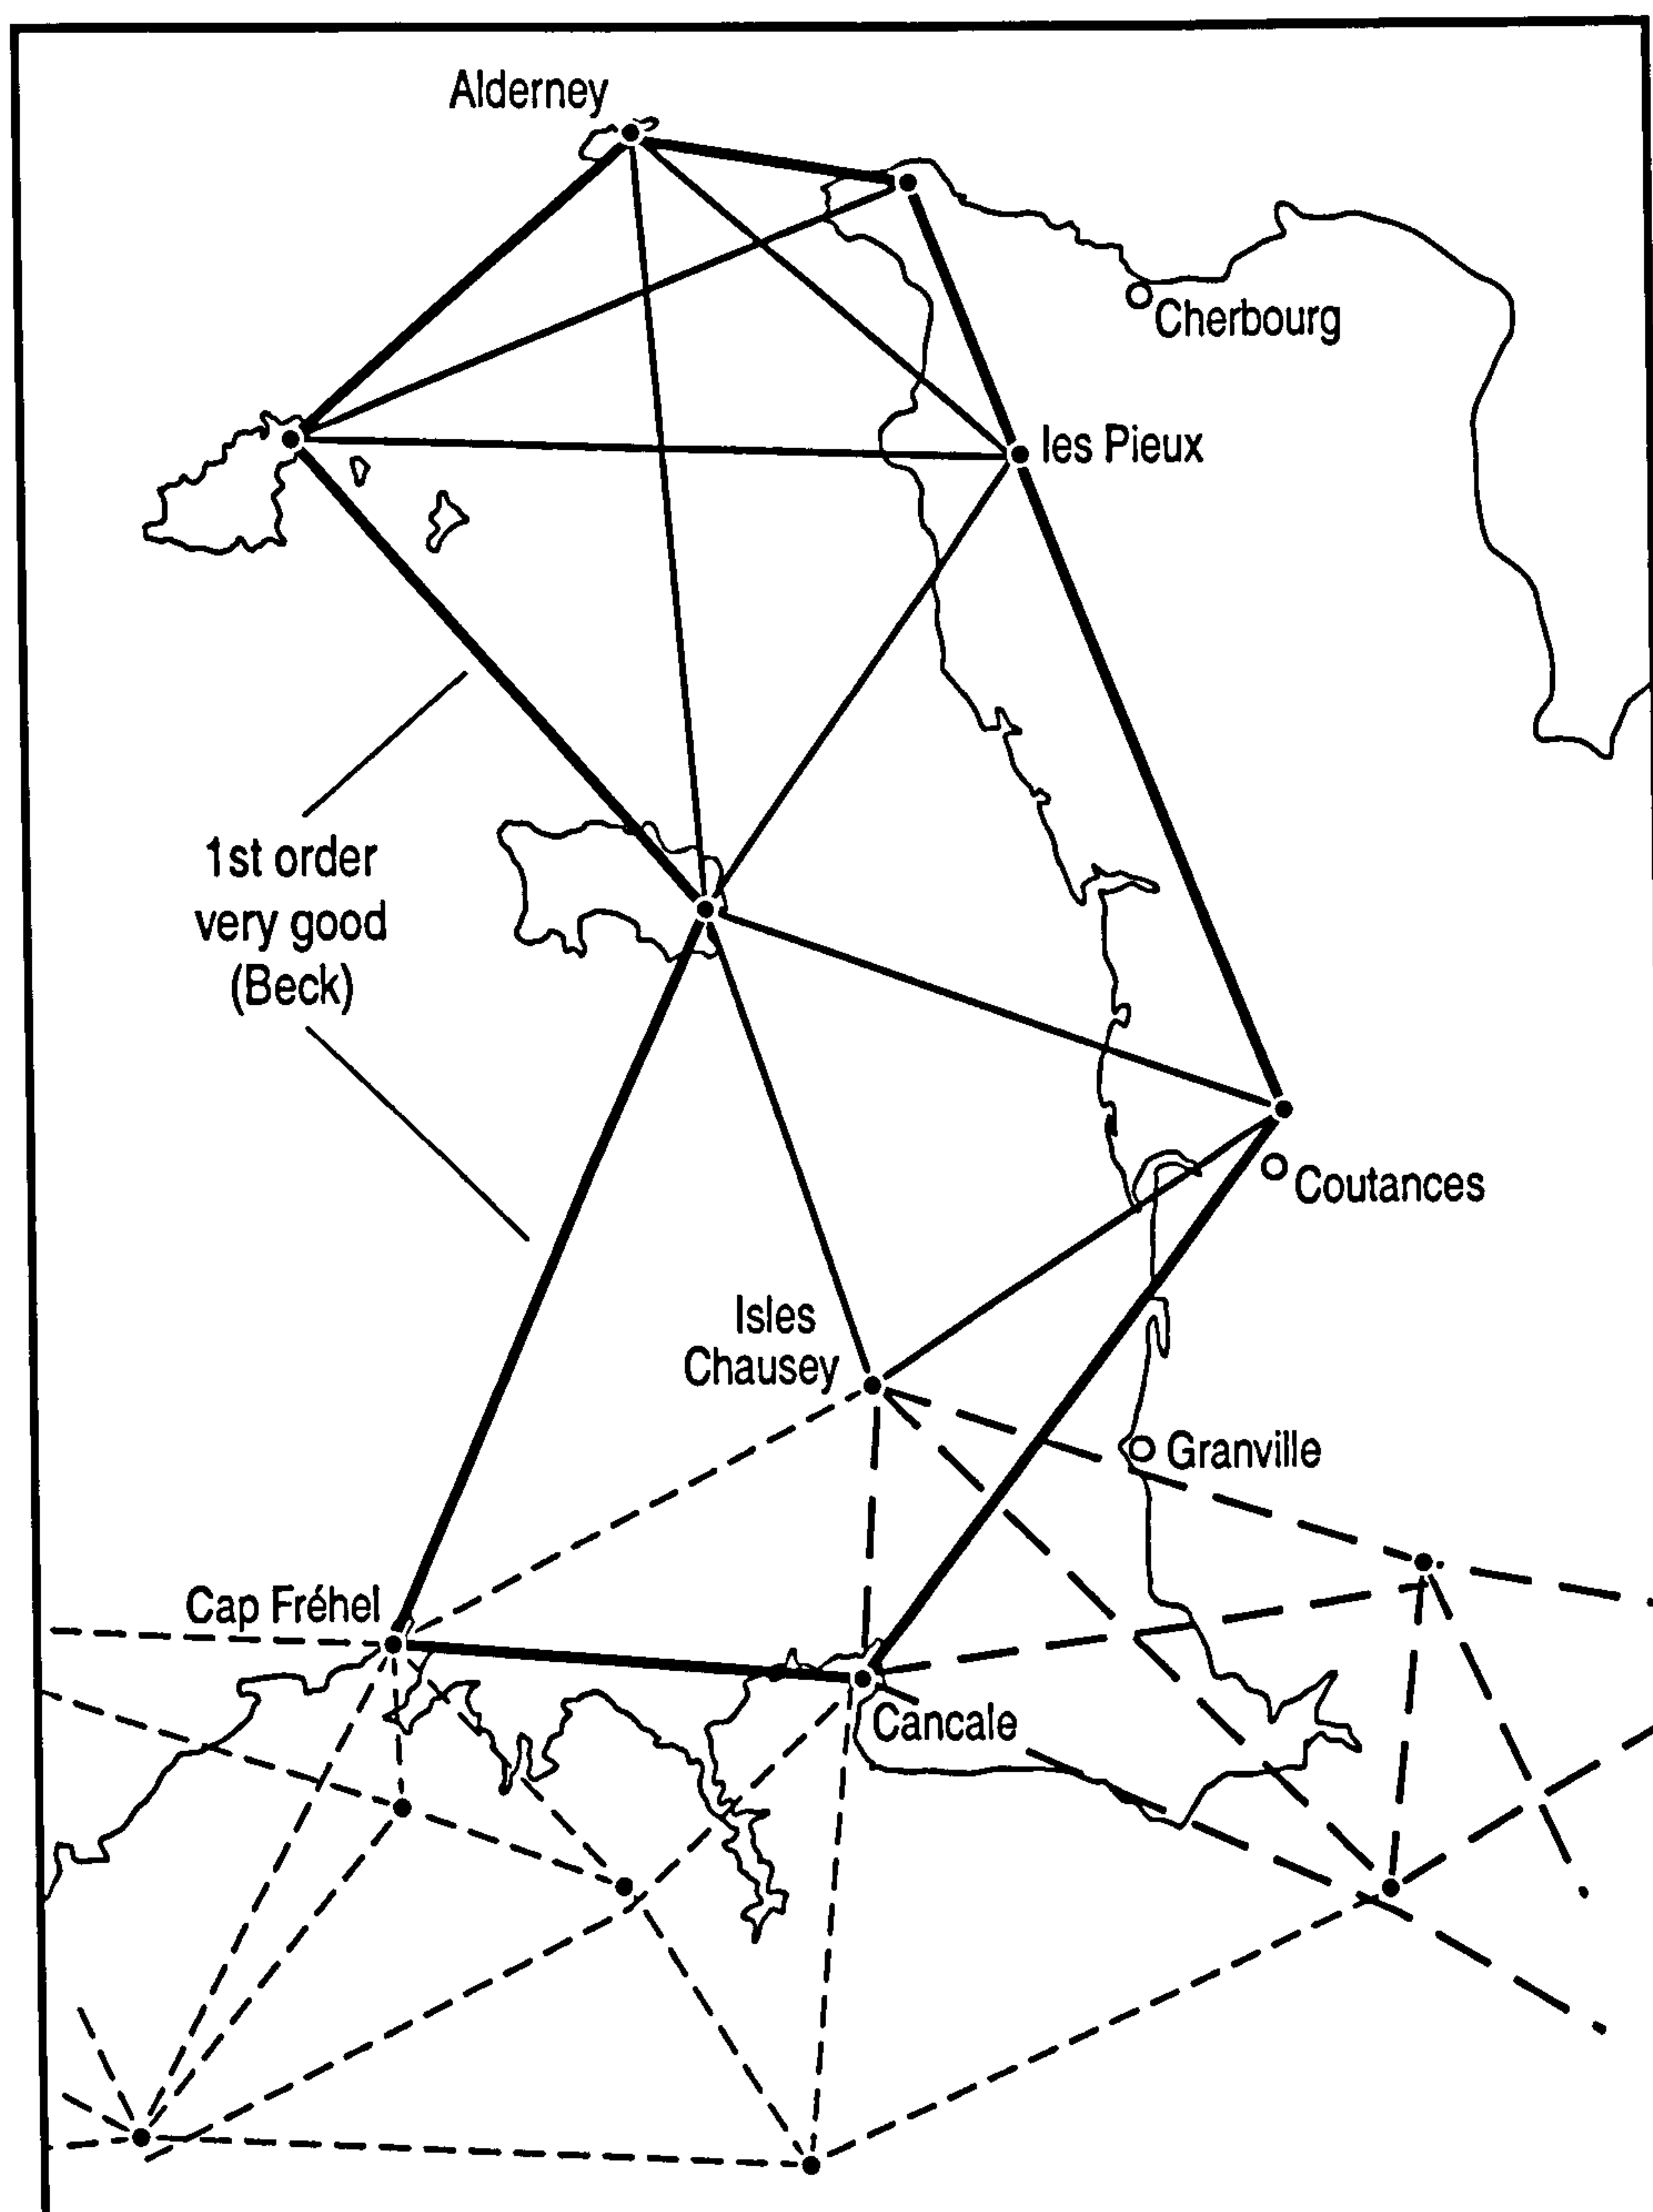 Alderney
Cherbourg
les Pieux
1st order
very good
(Beck)
Coutances
Isles
Chausey
Granville
Cap Fréhel
Cancale